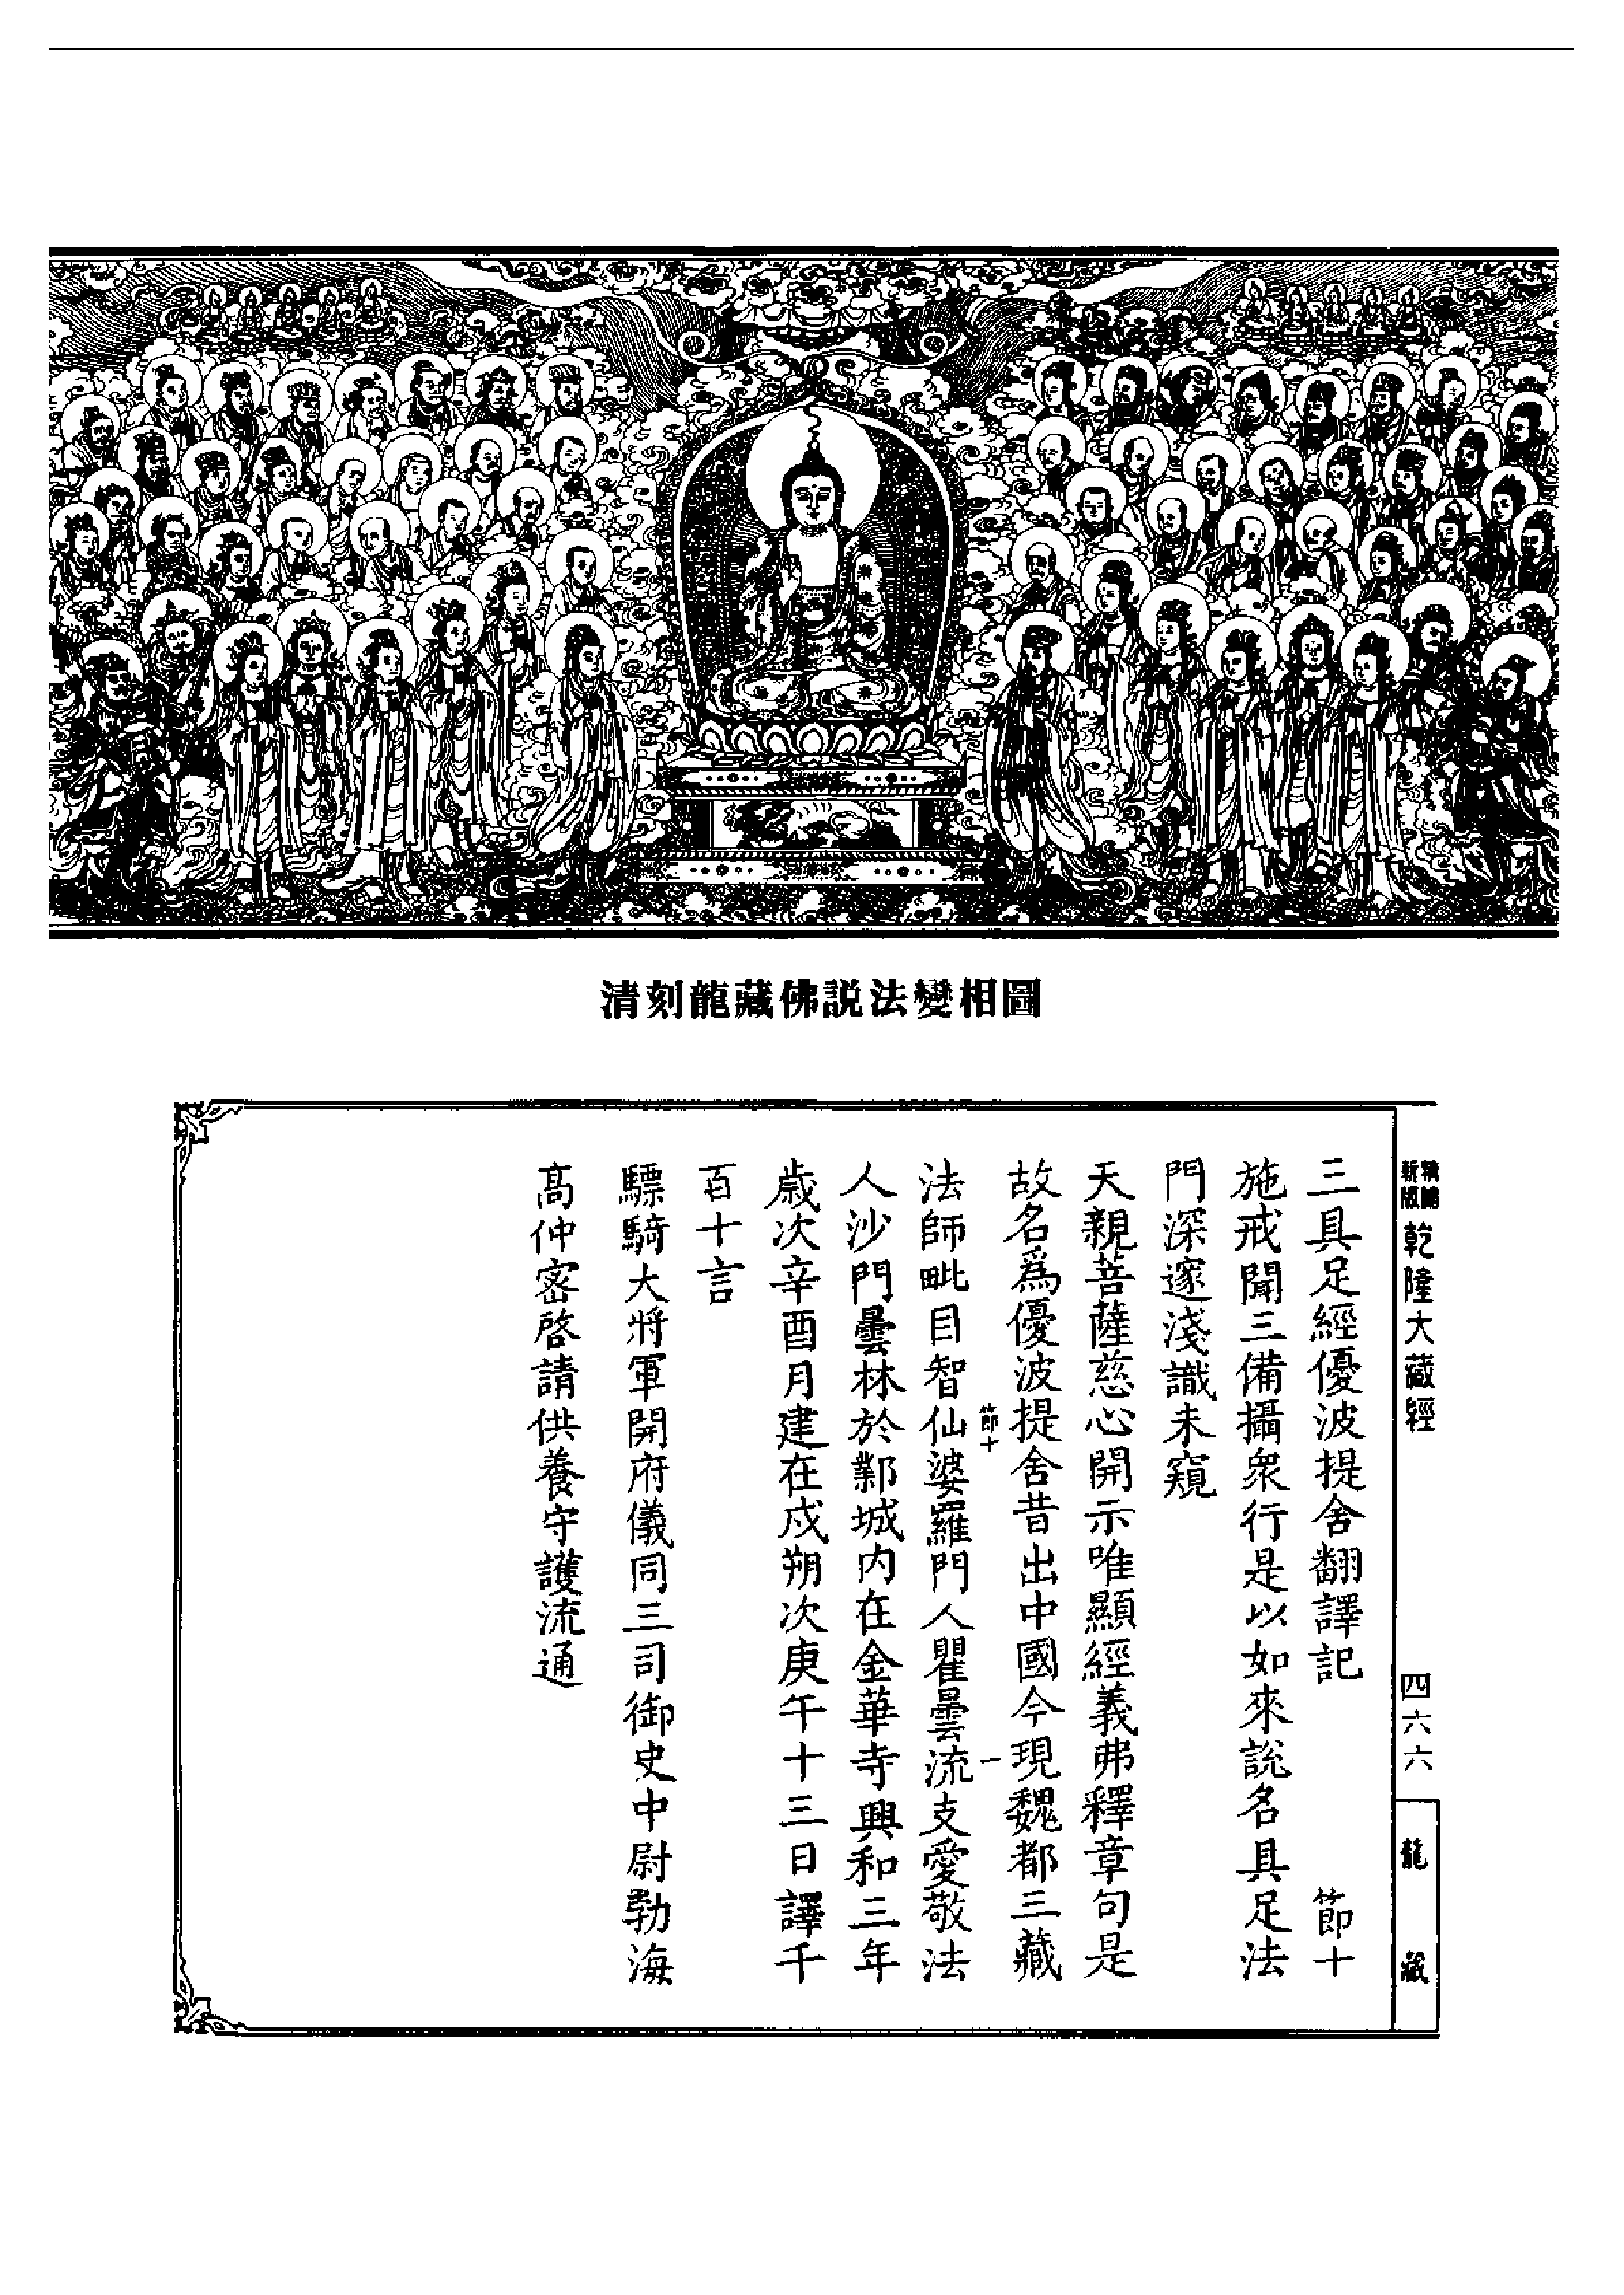 清刻龍藏佛説法變相圖
精縮新版
乾隆大藏經
四六六
龍藏
三具足經優波提舍翻譯記 節十
施戒聞三備攝衆行是以如來說名具足法
門深邃淺識未窺
天親菩薩慈心開示唯顯經義弗釋章句是
故名爲優波提舍昔出中國今現魏都三藏
節十 一
法師毗目智仙婆羅門人瞿曇流支愛敬法
人沙門曇林於鄴城内在金華寺興和三年
歲次辛酉月建在戌朔次庚午十三日譯千
百十言
驃騎大將軍開府儀同三司御史中尉勃海
高仲密啓請供養守護流通